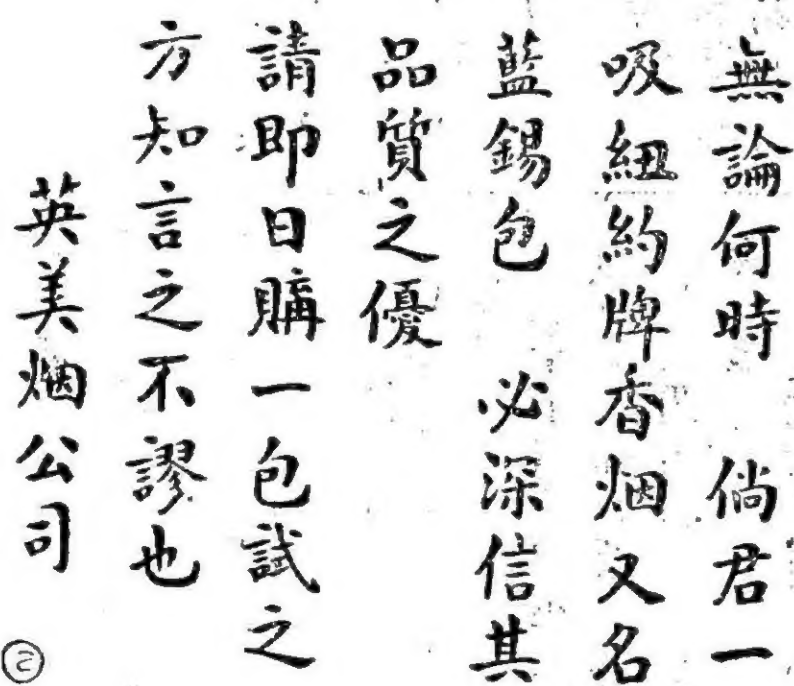 無論何時 倘君一
吸紐約牌香烟又名
藍錫包 必深信其
品質之優
請即日購一包試之
方知言之不謬也
英美烟公司